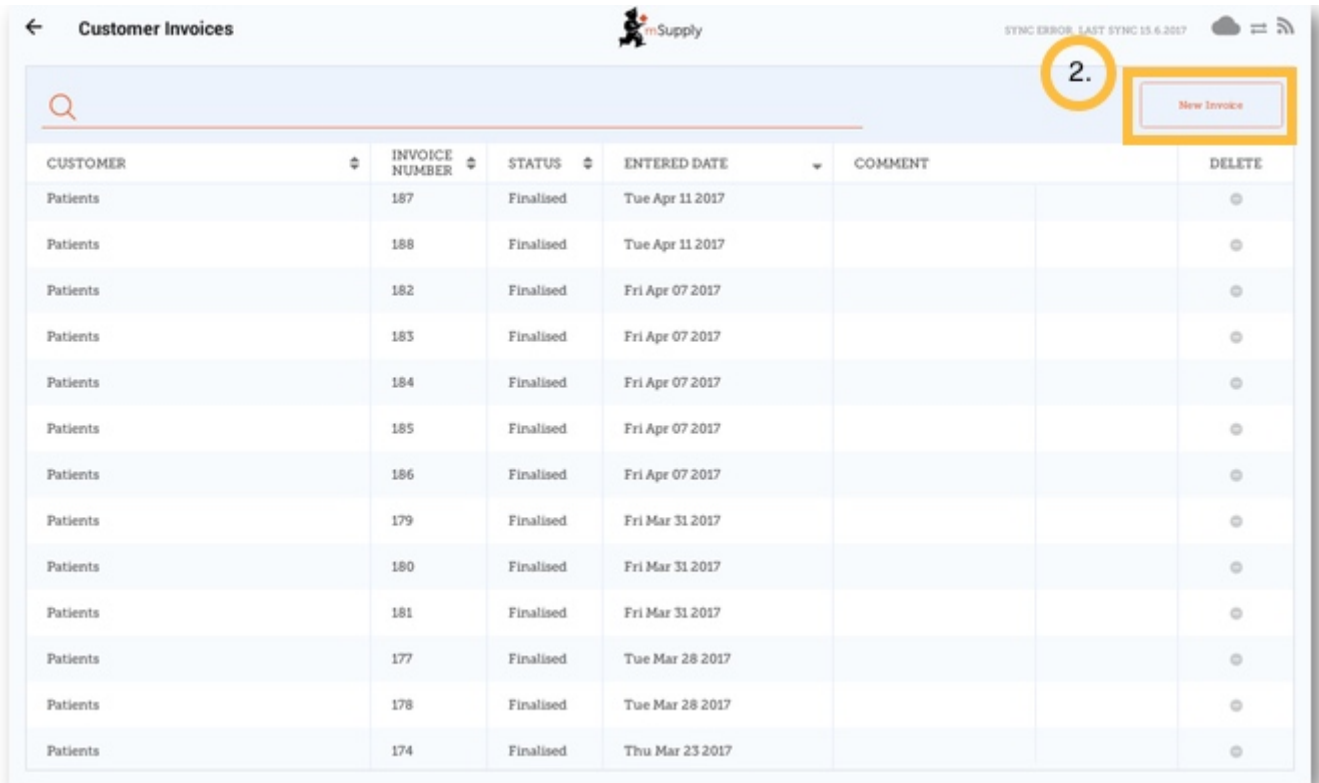 Customer Invoices
mSupply
SYNC ERROR. LAST SYNC 15.6.2017
2.
New Invoice
CUSTOMER INVOICE NUMBER STATUS ENTERED DATE COMMENT DELETE
Patients 187 Finalised Tue Apr 11 2017
Patients 188 Finalised Tue Apr 11 2017
Patients 182 Finalised Fri Apr 07 2017
Patients 183 Finalised Fri Apr 07 2017
Patients 184 Finalised Fri Apr 07 2017
Patients 185 Finalised Fri Apr 07 2017
Patients 186 Finalised Fri Apr 07 2017
Patients 179 Finalised Fri Mar 31 2017
Patients 180 Finalised Fri Mar 31 2017
Patients 181 Finalised Fri Mar 31 2017
Patients 177 Finalised Tue Mar 28 2017
Patients 178 Finalised Tue Mar 28 2017
Patients 174 Finalised Thu Mar 23 2017